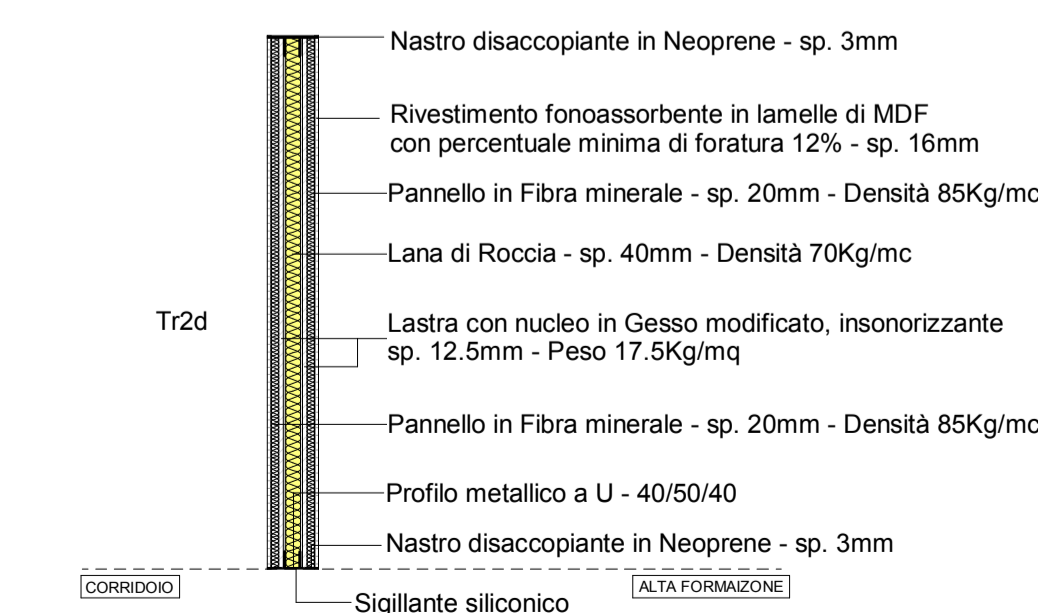 Nastro disaccopiante in Neoprene - sp. 3mm
Rivestimento fonoassorbente in lamelle di MDF
con percentuale minima di foratura 12% - sp. 16mm
Pannello in Fibra minerale - sp. 20mm - Densità 85Kg/mc
Lana di Roccia - sp. 40mm - Densità 70Kg/mc
Tr2d
Lastra con nucleo in Gesso modificato, insonorizzante
sp. 12.5mm - Peso 17.5Kg/mq
Pannello in Fibra minerale - sp. 20mm - Densità 85Kg/mc
Profilo metallico a U - 40/50/40
Nastro disaccopiante in Neoprene - sp. 3mm
CORRIDOIO
ALTA FORMAIZONE
Sigillante siliconico